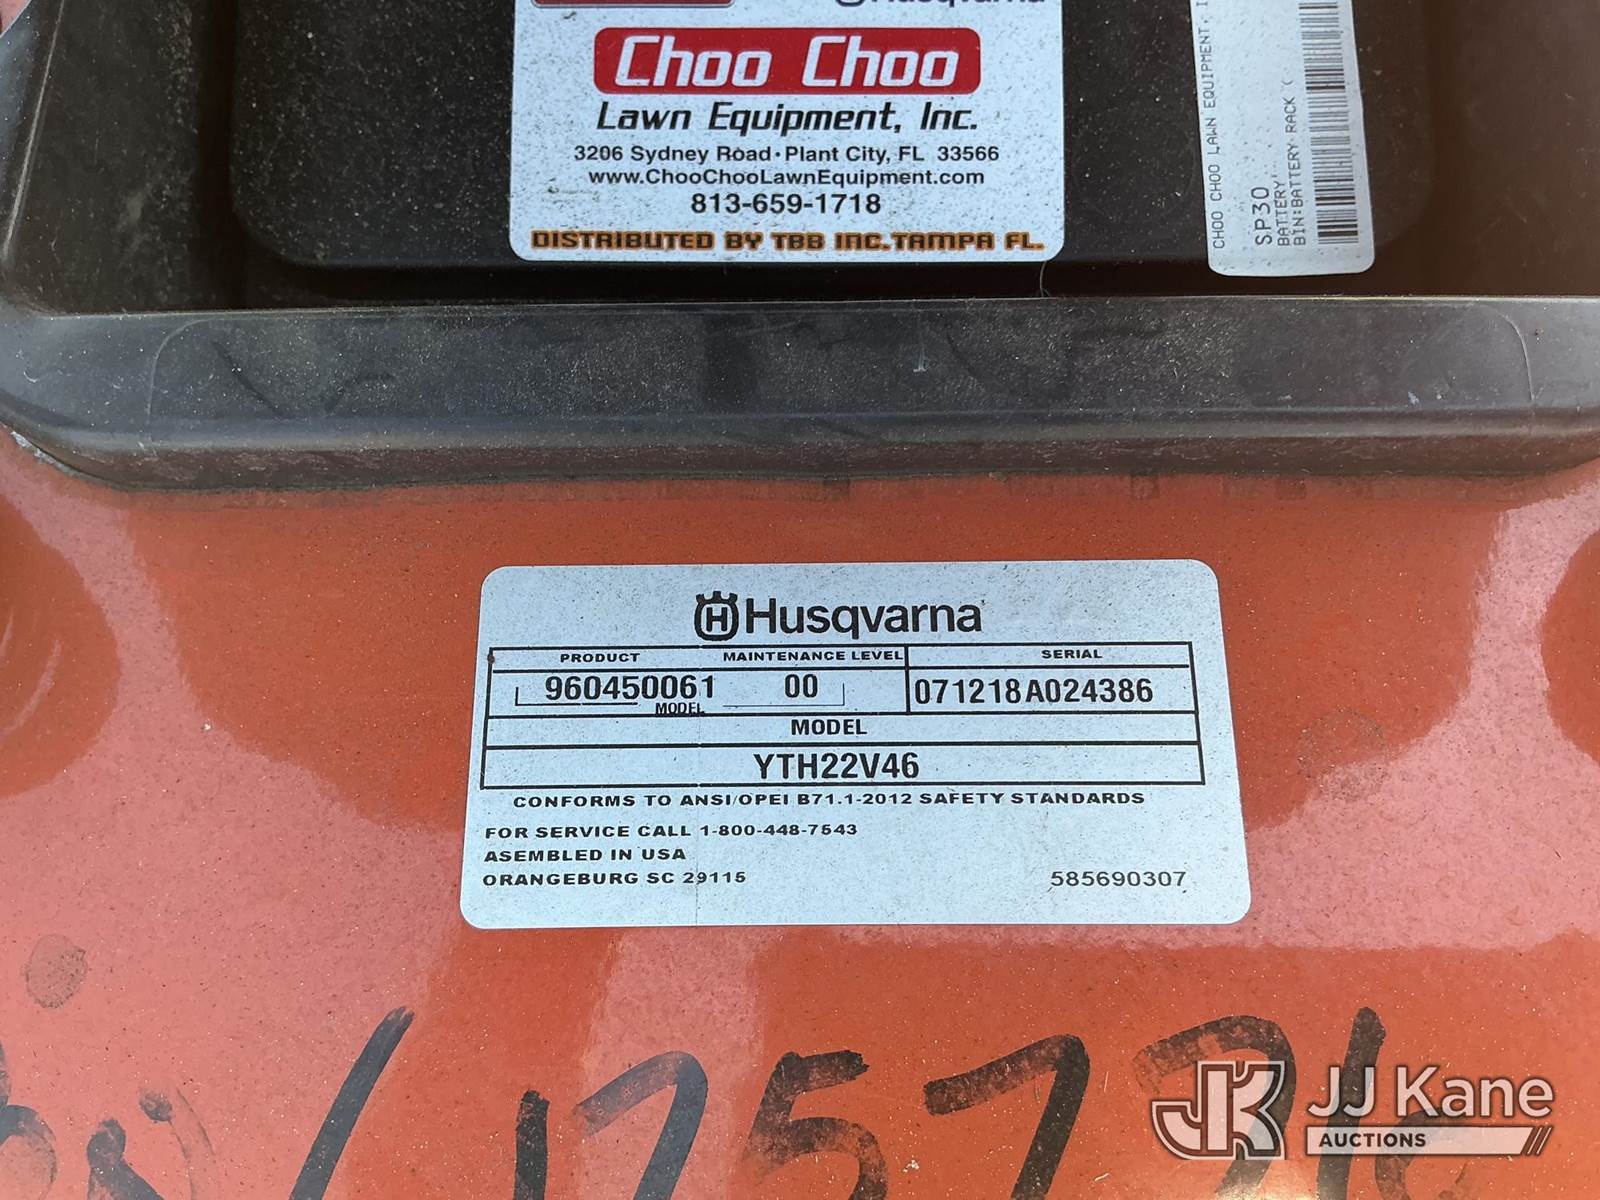 Husqvarna
Choo Choo
Lawn Equipment, Inc.
3206 Sydney Road · Plant City, FL 33566
www.ChooChooLawnEquipment.com
813-659-1718
DISTRIBUTED BY TBB INC. TAMPA FL.
CHOO CHOO LAWN EQUIPMENT,
SP30
BATTERY,
BIN:BATTERY RACK (
Husqvarna
PRODUCT MAINTENANCE LEVEL SERIAL
960450061 00 071218A024386
MODEL
MODEL
YTH22V46
CONFORMS TO ANSI/OPEI B71.1-2012 SAFETY STANDARDS
FOR SERVICE CALL 1-800-448-7543
ASEMBLED IN USA
ORANGEBURG SC 29115 585690307
JJ Kane
AUCTIONS